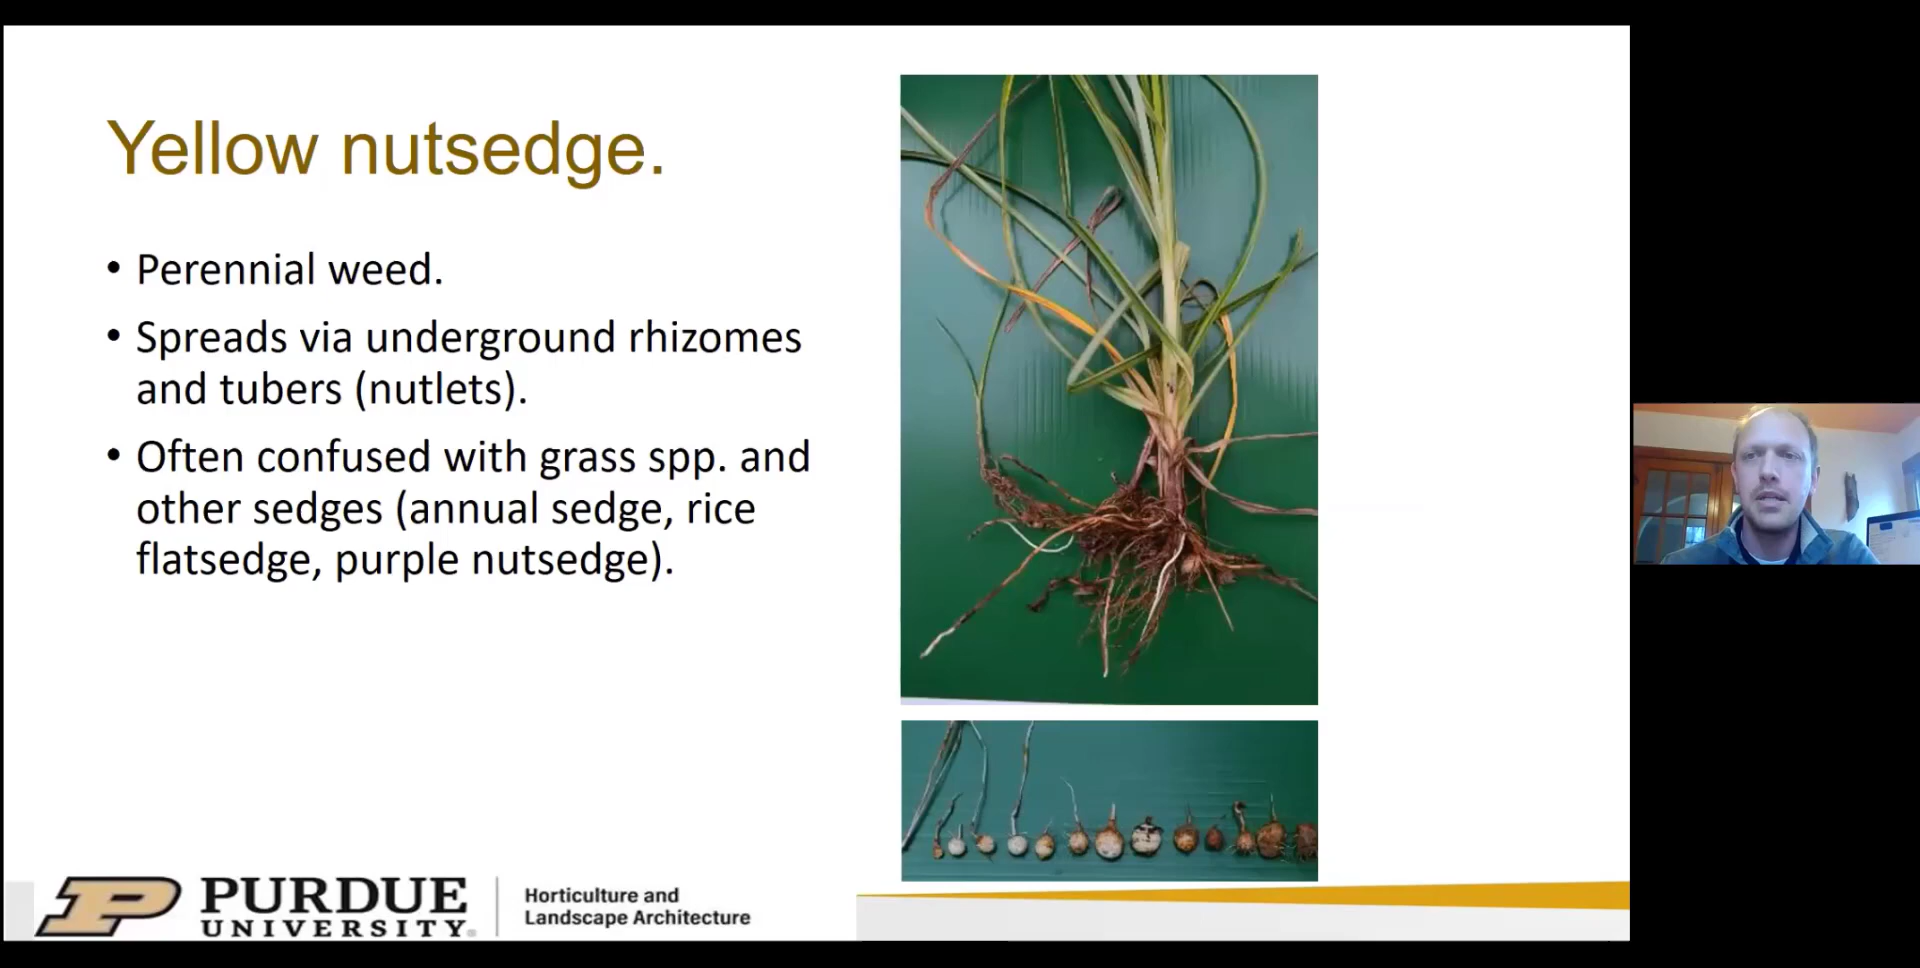 Yellow nutsedge.
• Perennial weed.
• Spreads via underground rhizomes
and tubers (nutlets).
• Often confused with grass spp. and
other sedges (annual sedge, rice
flatsedge, purple nutsedge).
PURDUE
UNIVERSITY®
Horticulture and
Landscape Architecture